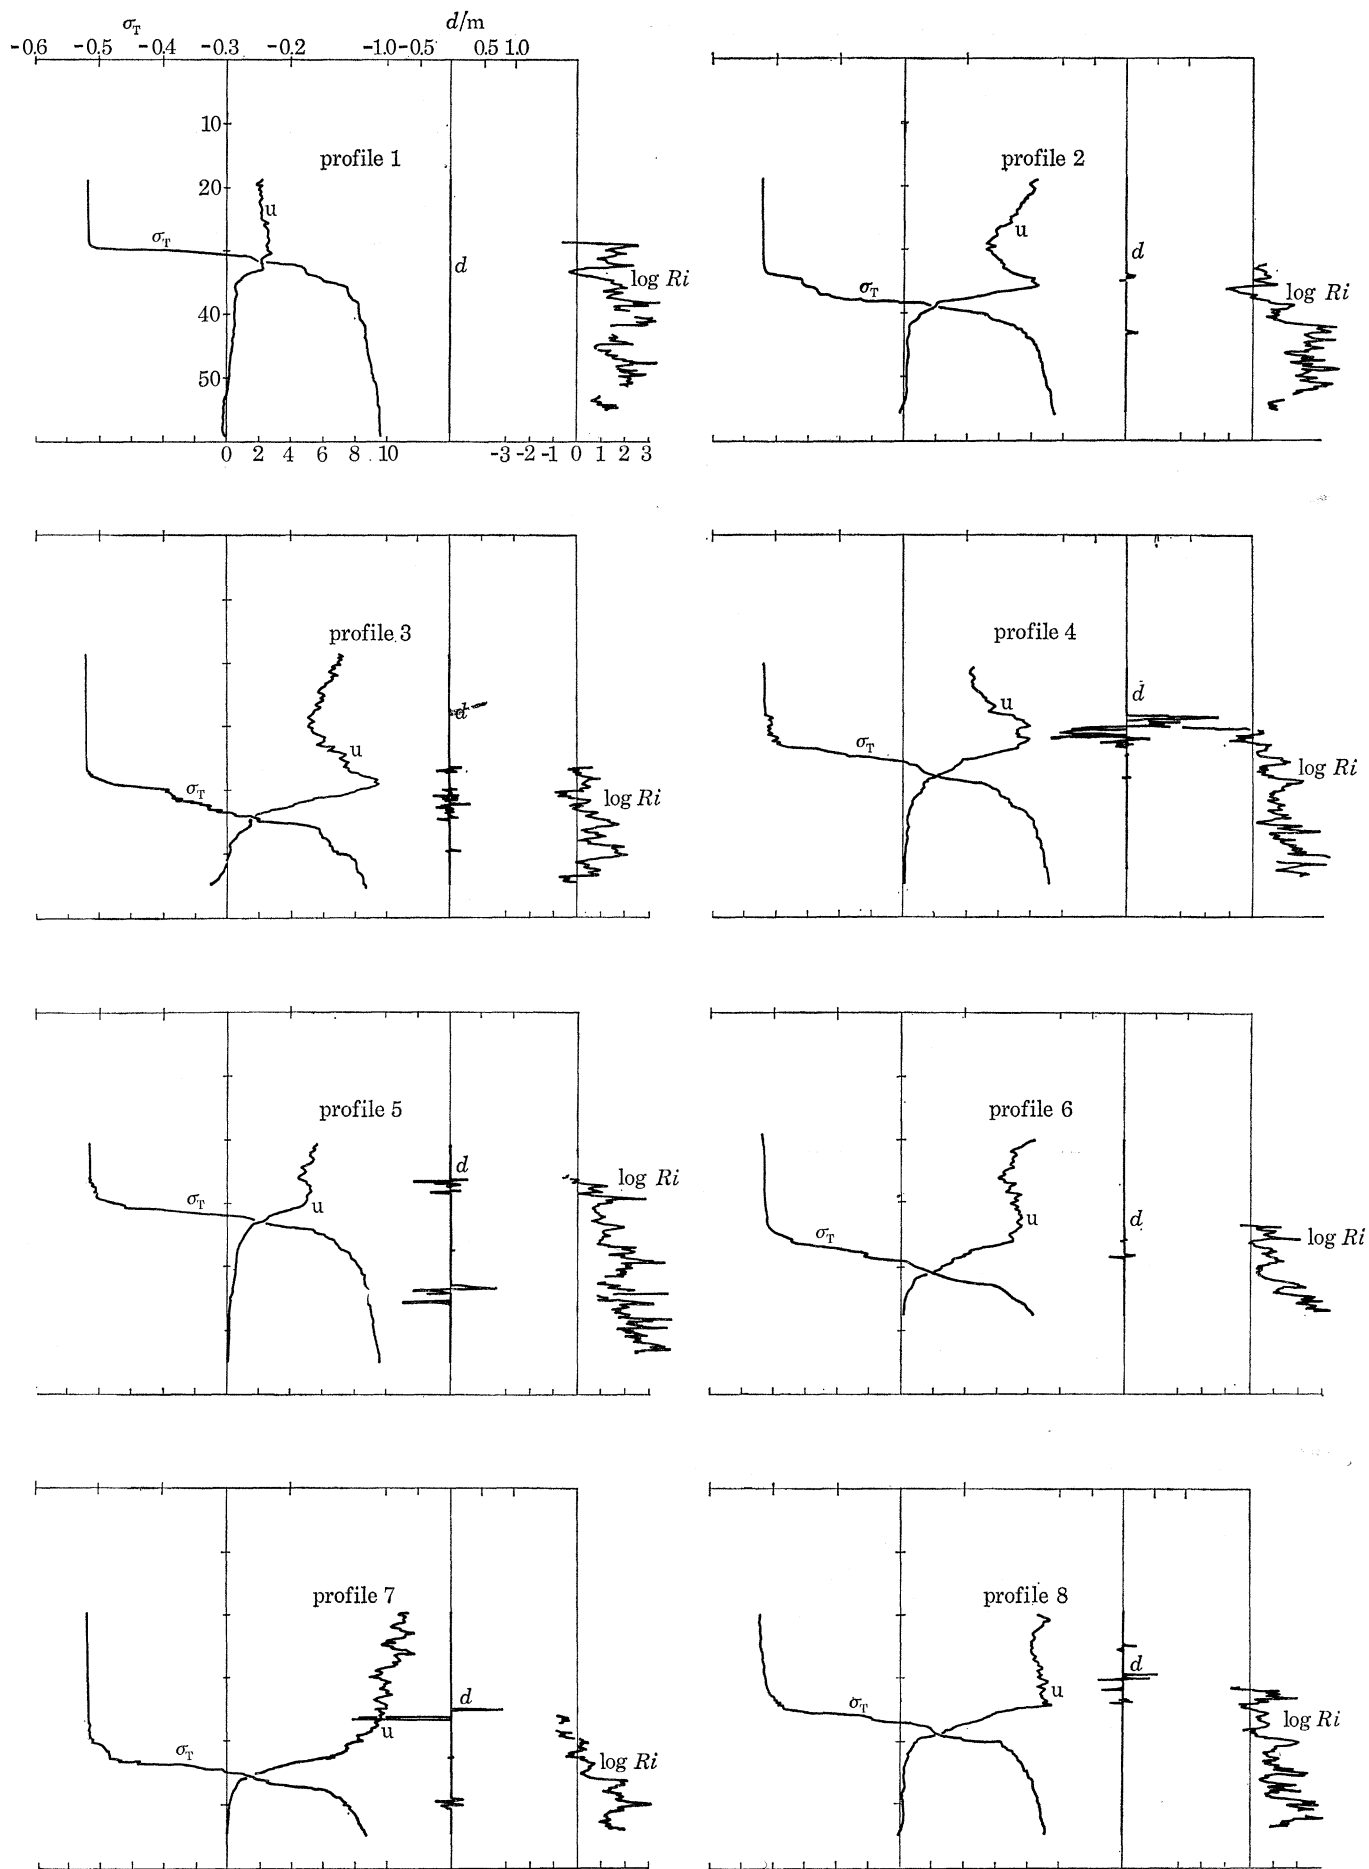 σT d/m
-0.6 -0.5 -0.4 -0.3 -0.2 -1.0 -0.5 0.5 1.0
10
profile 1
profile 2
20
u
u
σT
d
d
log Ri
σT
log Ri
40
50
0 2 4 6 8 10 -3 -2 -1 0 1 2 3
profile 3
profile 4
d
d
u
u
σT
σT
log Ri
log Ri
profile 5
profile 6
d
log Ri
σT
u
u
d
σT
log Ri
profile 7
profile 8
d
d
u
u
σT
σT
log Ri
log Ri